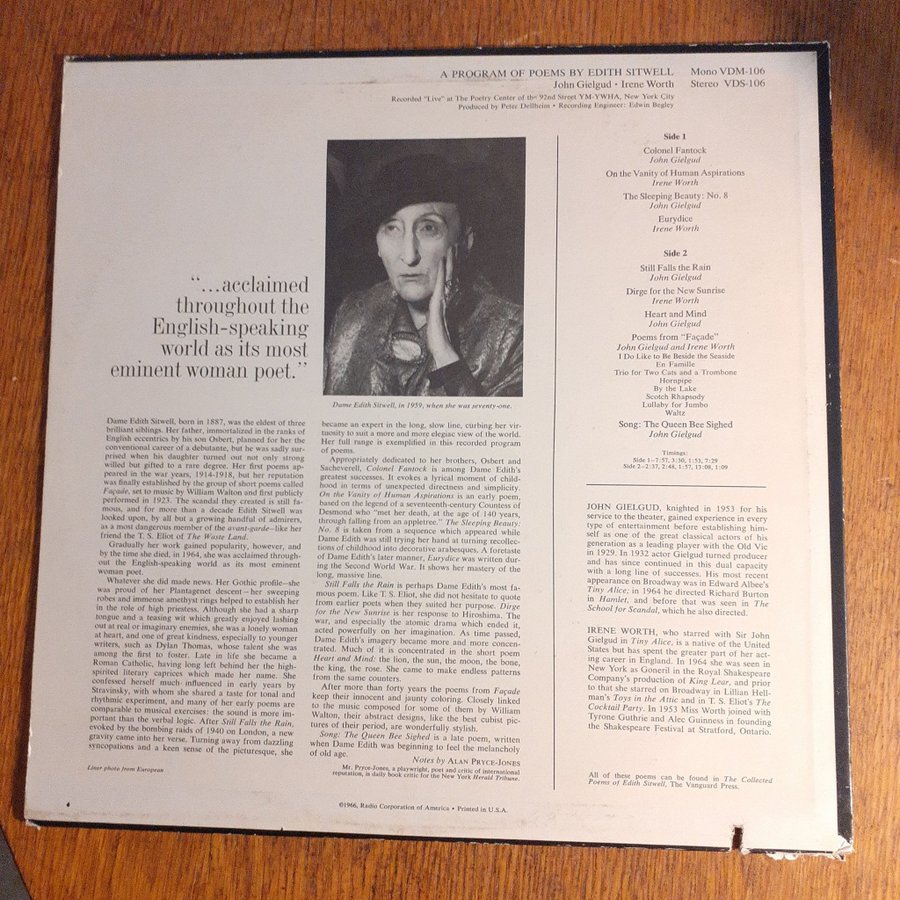 A PROGRAM OF POEMS BY EDITH SITWELL
John Gielgud • Irene Worth
Mono VDM-106
Stereo VDS-106
Recorded "Live" at The Poetry Center of the 92nd Street YM-YWHA, New York City
Produced by Peter Dellheim • Recording Engineer: Edwin Begley
"...acclaimed
throughout the
English-speaking
world as its most
eminent woman poet."
Dame Edith Sitwell, in 1959, when she was seventy-one.
Dame Edith Sitwell, born in 1887, was the eldest of three
brilliant siblings. Her father, immortalized in the ranks of
English eccentrics by his son Osbert, planned for her the
conventional career of a debutante, but he was sadly sur-
prised when his daughter turned out not only strong
willed but gifted to a rare degree. Her first poems ap-
peared in the war years, 1914-1918, but her reputation
was finally established by the group of short poems called
Façade, set to music by William Walton and first publicly
performed in 1923. The scandal they created is still fa-
mous, and for more than a decade Edith Sitwell was
looked upon, by all but a growing handful of admirers,
as a most dangerous member of the avant-garde—like her
friend the T. S. Eliot of The Waste Land.
Gradually her work gained popularity, however, and
by the time she died, in 1964, she was acclaimed through-
out the English-speaking world as its most eminent
woman poet.
Whatever she did made news. Her Gothic profile—she
was proud of her Plantagenet descent—her sweeping
robes and immense amethyst rings helped to establish her
in the role of high priestess. Although she had a sharp
tongue and a teasing wit which greatly enjoyed lashing
out at real or imaginary enemies, she was a lonely woman
at heart, and one of great kindness, especially to younger
writers, such as Dylan Thomas, whose talent she was
among the first to foster. Late in life she became a
Roman Catholic, having long left behind her the high-
spirited literary caprices which made her name. She
confessed herself much influenced in early years by
Stravinsky, with whom she shared a taste for tonal and
rhythmic experiment, and many of her early poems are
comparable to musical exercises: the sound is more im-
portant than the verbal logic. After Still Falls the Rain,
evoked by the bombing raids of 1940 on London, a new
gravity came into her verse. Turning away from dazzling
syncopations and a keen sense of the picturesque, she
Liner photo from European
became an expert in the long, slow line, curbing her vir-
tuosity to suit a more and more elegiac view of the world.
Her full range is exemplified in this recorded program
of poems.
Appropriately dedicated to her brothers, Osbert and
Sacheverell, Colonel Fantock is among Dame Edith's
greatest successes. It evokes a lyrical moment of child-
hood in terms of unexpected directness and simplicity.
On the Vanity of Human Aspirations is an early poem,
based on the legend of a seventeenth-century Countess of
Desmond who "met her death, at the age of 140 years,
through falling from an appletree." The Sleeping Beauty:
No. 8 is taken from a sequence which appeared while
Dame Edith was still trying her hand at turning recollec-
tions of childhood into decorative arabesques. A foretaste
of Dame Edith's later manner, Eurydice was written dur-
ing the Second World War. It shows her mastery of the
long, massive line.
Still Falls the Rain is perhaps Dame Edith's most fa-
mous poem. Like T. S. Eliot, she did not hesitate to quote
from earlier poets when they suited her purpose. Dirge
for the New Sunrise is her response to Hiroshima. The
war, and especially the atomic drama which ended it,
acted powerfully on her imagination. As time passed,
Dame Edith's imagery became more and more concen-
trated. Much of it is concentrated in the short poem
Heart and Mind: the lion, the sun, the moon, the bone,
the king, the rose. She came to make endless patterns
from the same counters.
After more than forty years the poems from Façade
keep their innocent and jaunty coloring. Closely linked
to the music composed for some of them by William
Walton, their abstract designs, like the best cubist pic-
tures of their period, are wonderfully stylish.
Song: The Queen Bee Sighed is a late poem, written
when Dame Edith was beginning to feel the melancholy
of old age.
Notes by ALAN PRYCE-JONES
Mr. Pryce-Jones, a playwright, poet and critic of international
reputation, is daily book critic for the New York Herald Tribune.
Side 1
Colonel Fantock
John Gielgud
On the Vanity of Human Aspirations
Irene Worth
The Sleeping Beauty: No. 8
John Gielgud
Eurydice
Irene Worth
Side 2
Still Falls the Rain
John Gielgud
Dirge for the New Sunrise
Irene Worth
Heart and Mind
John Gielgud
Poems from "Façade"
John Gielgud and Irene Worth
I Do Like to Be Beside the Seaside
En Famille
Trio for Two Cats and a Trombone
Hornpipe
By the Lake
Scotch Rhapsody
Lullaby for Jumbo
Waltz
Song: The Queen Bee Sighed
John Gielgud
Timings:
Side 1–7:57, 3:30, 1:53, 7:29
Side 2–2:37, 2:48, 1:57, 13:08, 1:09
JOHN GIELGUD, knighted in 1953 for his
service to the theater, gained experience in every
type of entertainment before establishing him-
self as one of the great classical actors of his
generation as a leading player with the Old Vic
in 1929. In 1932 actor Gielgud turned producer
and has since continued in this dual capacity
with a long line of successes. His most recent
appearance on Broadway was in Edward Albee's
Tiny Alice; in 1964 he directed Richard Burton
in Hamlet, and before that was seen in The
School for Scandal, which he also directed.
IRENE WORTH, who starred with Sir John
Gielgud in Tiny Alice, is a native of the United
States but has spent the greater part of her act-
ing career in England. In 1964 she was seen in
New York as Goneril in the Royal Shakespeare
Company's production of King Lear, and prior
to that she starred on Broadway in Lillian Hell-
man's Toys in the Attic and in T. S. Eliot's The
Cocktail Party. In 1953 Miss Worth joined with
Tyrone Guthrie and Alec Guinness in founding
the Shakespeare Festival at Stratford, Ontario.
All of these poems can be found in The Collected
Poems of Edith Sitwell, The Vanguard Press.
©1966, Radio Corporation of America • Printed in U.S.A.